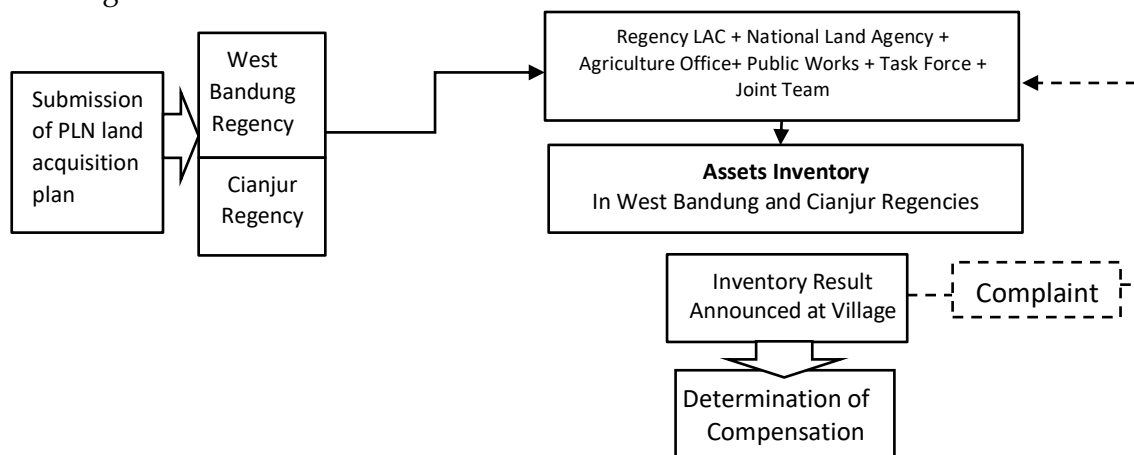 Submission
of PLN land
acquisition
plan
West
Bandung
Regency
Cianjur
Regency
Regency LAC + National Land Agency +
Agriculture Office+ Public Works + Task Force +
Joint Team
Assets Inventory
In West Bandung and Cianjur Regencies
Inventory Result
Announced at Village
Complaint
Determination of
Compensation